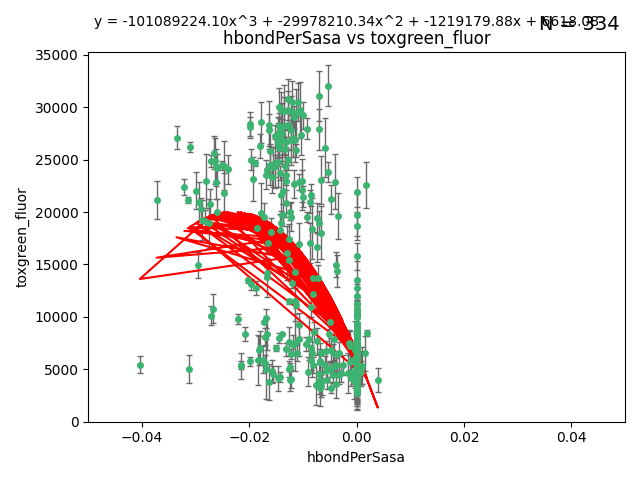 y = -101089224.10x^3 + -29978210.34x^2 + -1219179.88x + 6618.08
N = 334
hbondPerSasa vs toxgreen_fluor
35000
30000
25000
20000
15000
10000
5000
0
toxgreen_fluor
−0.04
−0.02
0.00
0.02
0.04
hbondPerSasa